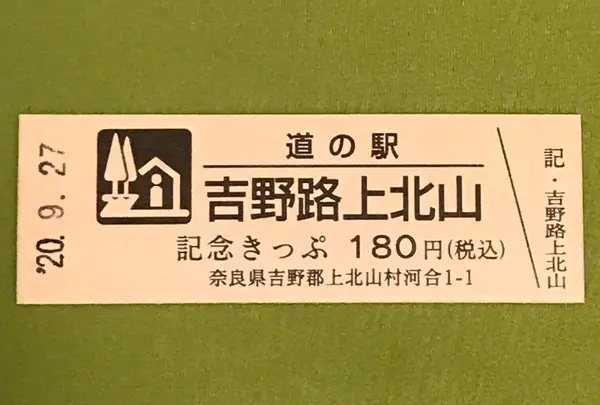 '20.9.27
道の駅
吉野路上北山
記念きっぷ 180円(税込)
奈良県吉野郡上北山村河合1-1
記・吉野路上北山